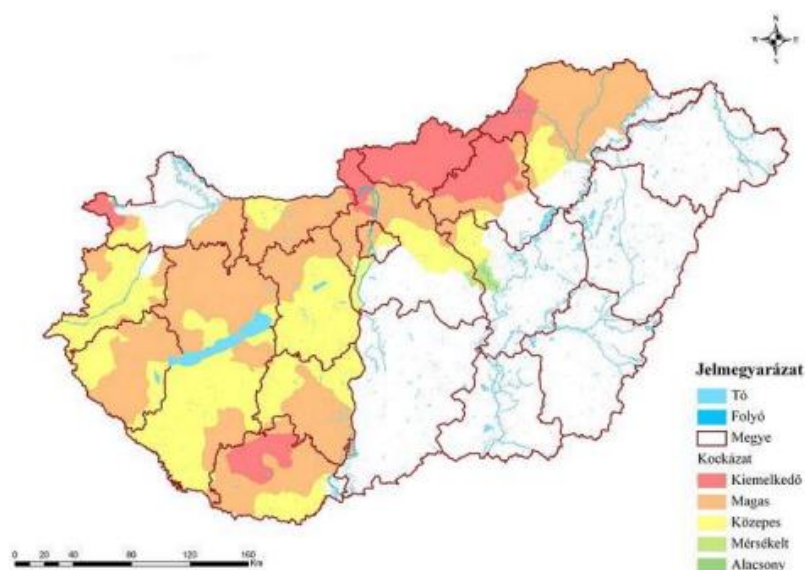 N
W E
S
Jelmegyarázat
Tó
Folyó
Megye
Kockázat
Kiemelkedő
Magas
Közepes
Mérsékelt
Alacsony
0 20 40 80 120 160
Km